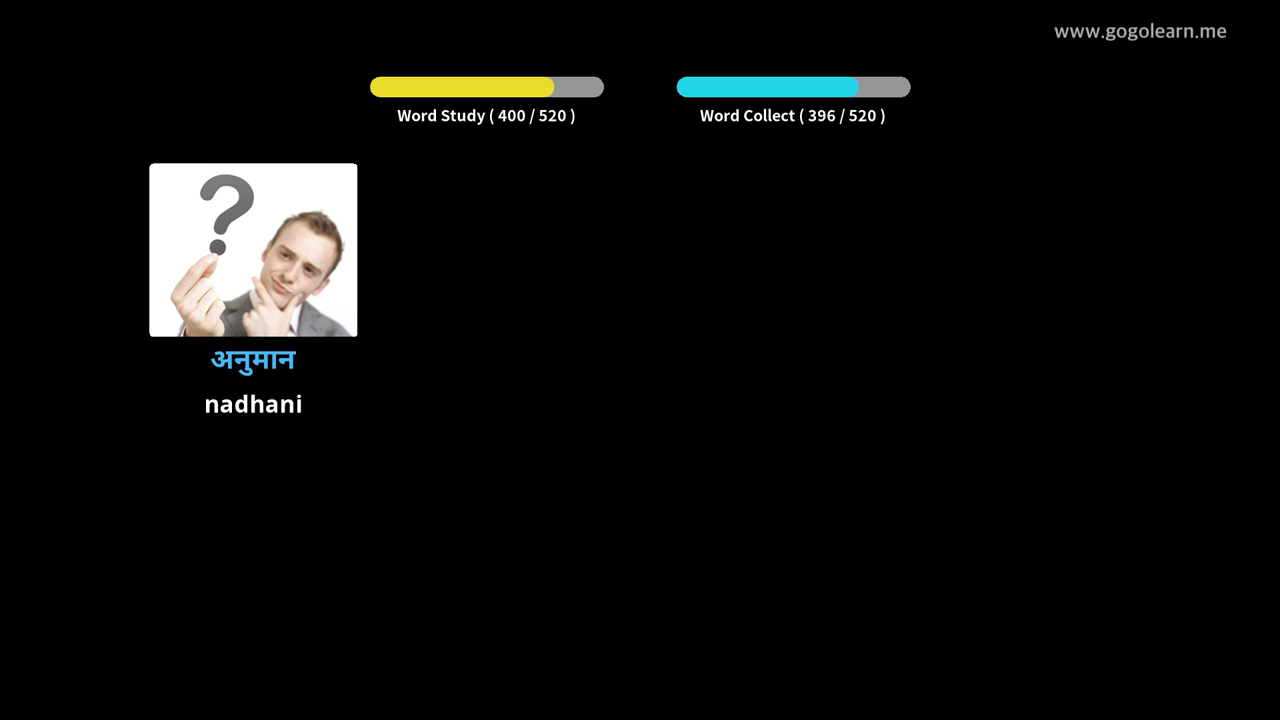 www.gogolearn.me
Word Study ( 400 / 520 )
Word Collect ( 396 / 520 )
?
अनुमान
nadhani